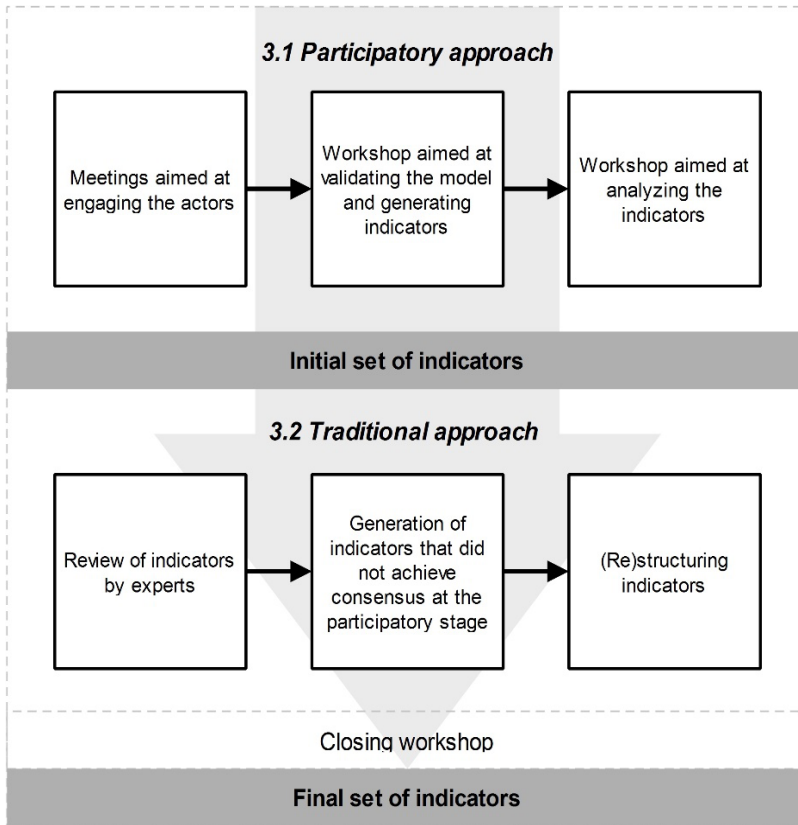 3.1 Participatory approach
Meetings aimed at
engaging the actors
Workshop aimed at
validating the model
and generating
indicators
Workshop aimed at
analyzing the
indicators
Initial set of indicators
3.2 Traditional approach
Review of indicators
by experts
Generation of
indicators that did
not achieve
consensus at the
participatory stage
(Re)structuring
indicators
Closing workshop
Final set of indicators